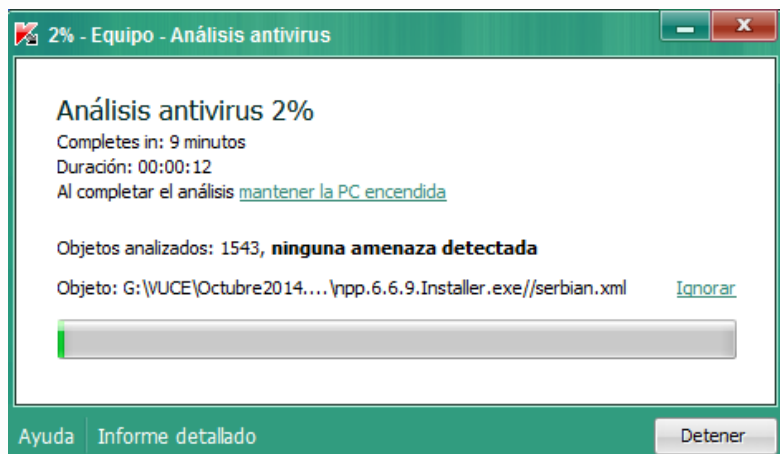 2% - Equipo - Análisis antivirus
Análisis antivirus 2%
Completes in: 9 minutos
Duración: 00:00:12
Al completar el análisis mantener la PC encendida
Objetos analizados: 1543, ninguna amenaza detectada
Objeto: G:\VUCE\Octubre2014....\npp.6.6.9.Installer.exe//serbian.xml Ignorar
Ayuda Informe detallado Detener